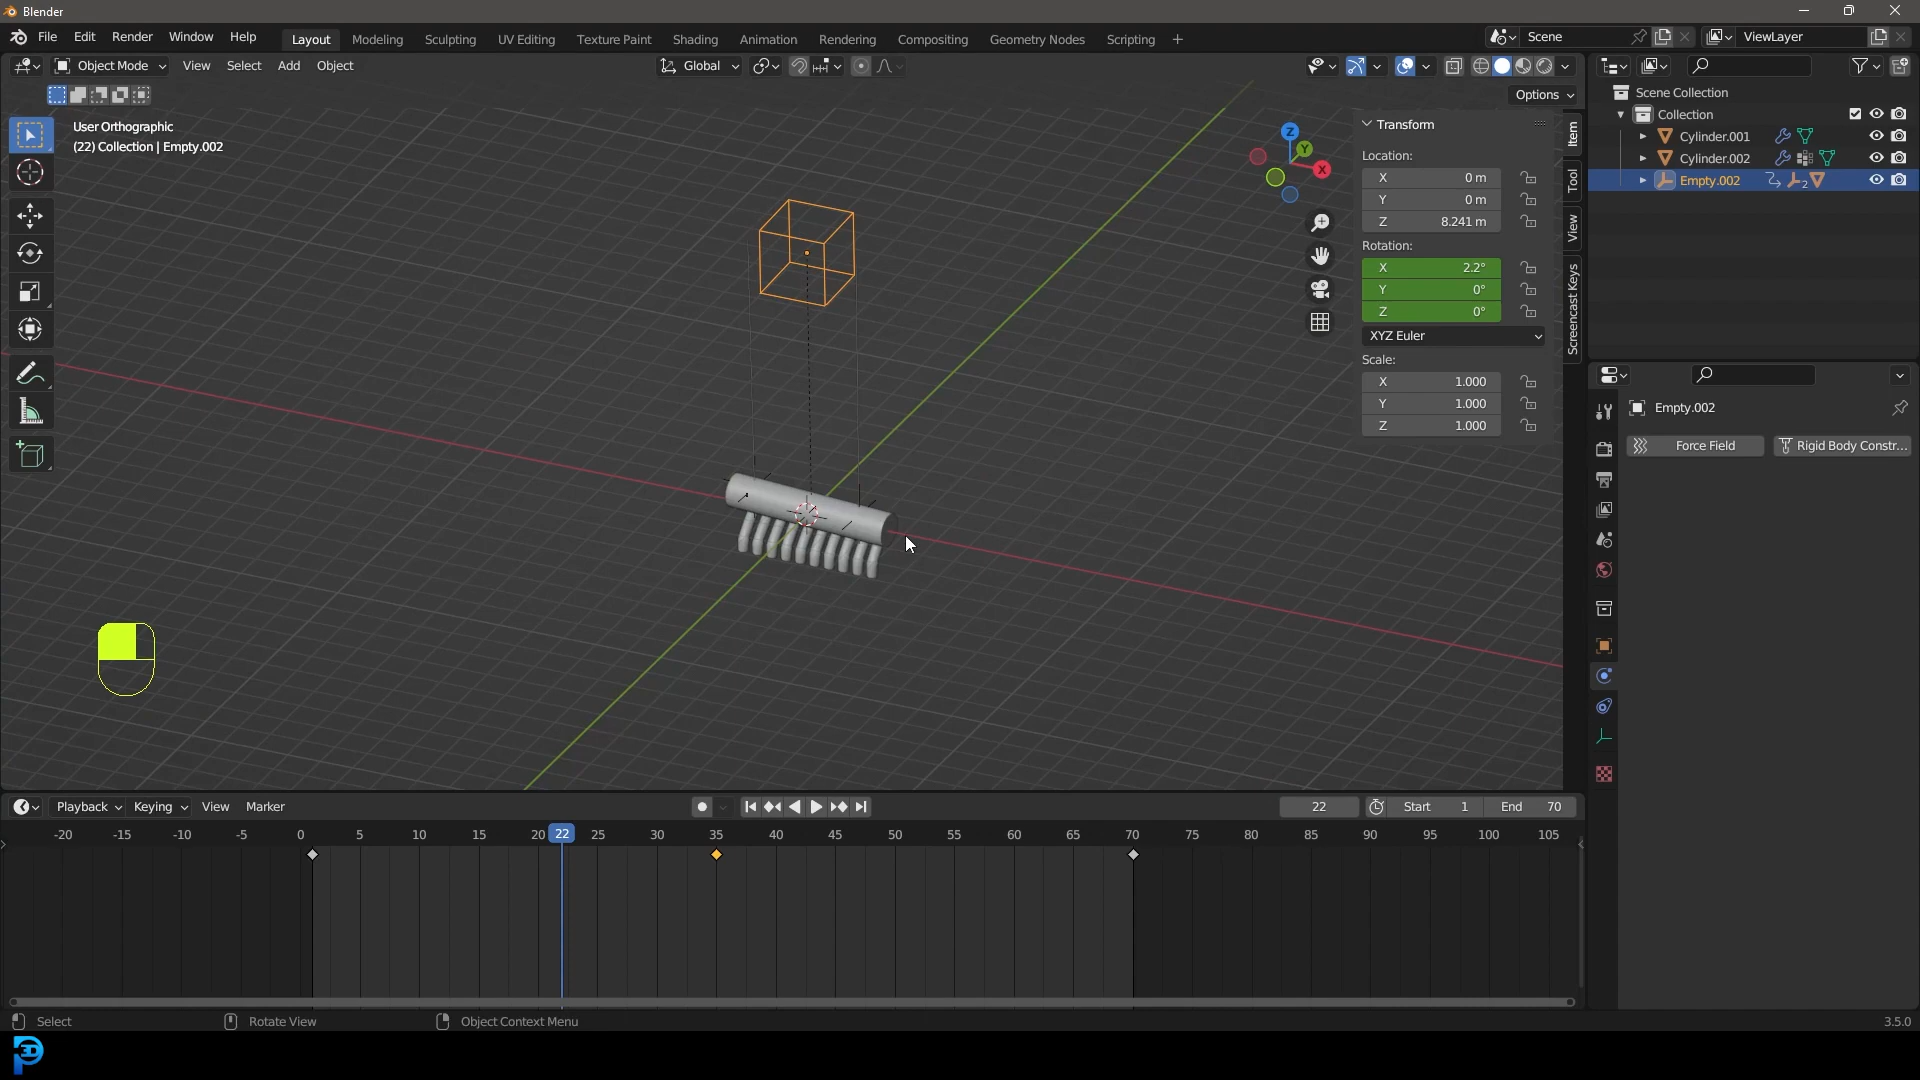 Blender
File Edit Render Window Help Layout Modeling Sculpting UV Editing Texture Paint Shading Animation Rendering Compositing Geometry Nodes Scripting + Scene ViewLayer
Object Mode View Select Add Object Global
Options
User Orthographic
(22) Collection | Empty.002
Z
Y
X
Transform
Location:
X 0 m
Y 0 m
Z 8.241 m
Rotation:
X 2.2°
Y 0°
Z 0°
XYZ Euler
Scale:
X 1.000
Y 1.000
Z 1.000
Item
Tool
View
Screencast Keys
Scene Collection
Collection
Cylinder.001
Cylinder.002
Empty.002 2
Empty.002
Force Field Rigid Body Constr...
Playback Keying View Marker 22 Start 1 End 70
-20 -15 -10 -5 0 5 10 15 20 22 25 30 35 40 45 50 55 60 65 70 75 80 85 90 95 100 105
Select Rotate View Object Context Menu 3.5.0
3D